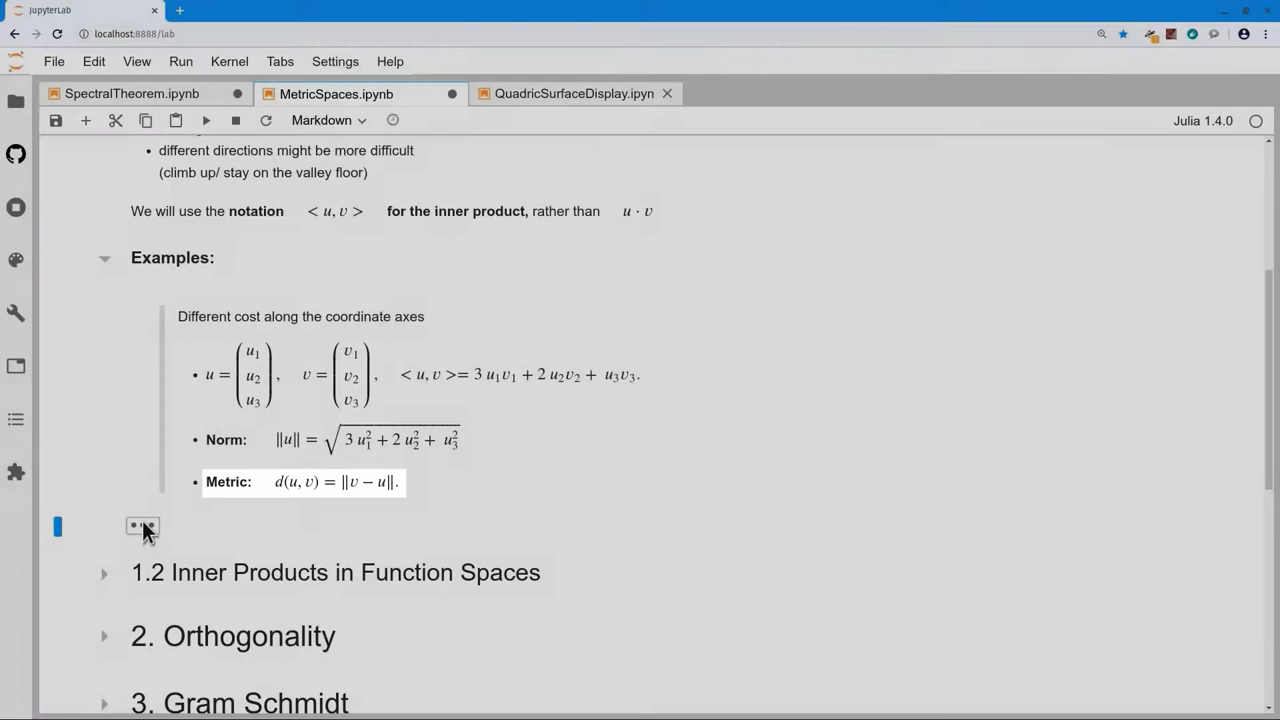 JupyterLab
localhost:8888/lab
File Edit View Run Kernel Tabs Settings Help
SpectralTheorem.ipynb MetricSpaces.ipynb QuadricSurfaceDisplay.ipyn
Markdown Julia 1.4.0
• different directions might be more difficult
(climb up/ stay on the valley floor)
We will use the notation < u, v > for the inner product, rather than u · v
Examples:
Different cost along the coordinate axes
• u = (u₁ u₂ u₃), v = (v₁ v₂ v₃), < u, v >= 3 u₁v₁ + 2 u₂v₂ + u₃v₃.
• Norm: ‖u‖ = √(3 u₁² + 2 u₂² + u₃²)
• Metric: d(u, v) = ‖v − u‖.
1.2 Inner Products in Function Spaces
2. Orthogonality
3. Gram Schmidt